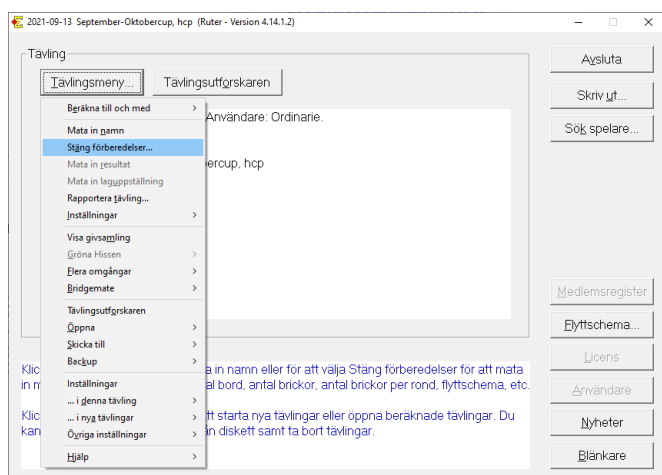 2021-09-13 September-Oktobercup, hcp (Ruter - Version 4.14.1.2)
Tävling
Tävlingsmeny...
Tävlingsutforskaren
Användare: Ordinarie.
ercup, hcp
Beräkna till och med
Mata in namn
Stäng förberedelser...
Mata in resultat
Mata in laguppställning
Rapportera tävling...
Inställningar
Visa givsamling
Gröna Hissen
Flera omgångar
Bridgemate
Tävlingsutforskaren
Öppna
Skicka till
Backup
Inställningar
... i denna tävling
... i nya tävlingar
Övriga inställningar
Hjälp
Klic a in namn eller för att välja Stäng förberedelser för att mata
in m al bord, antal brickor, antal brickor per rond, flyttschema, etc.
Klic tt starta nya tävlingar eller öppna beräknade tävlingar. Du
kan ån diskett samt ta bort tävlingar.
Avsluta
Skriv ut...
Sök spelare...
Medlemsregister
Flyttschema...
Licens
Användare
Nyheter
Blänkare